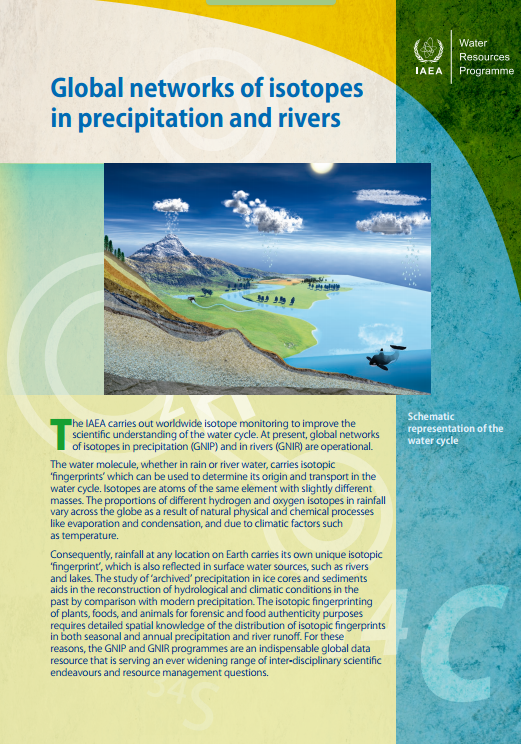 IAEA
Water
Resources
Programme
Global networks of isotopes
in precipitation and rivers
Schematic
representation of the
water cycle
The IAEA carries out worldwide isotope monitoring to improve the
scientific understanding of the water cycle. At present, global networks
of isotopes in precipitation (GNIP) and in rivers (GNIR) are operational.
The water molecule, whether in rain or river water, carries isotopic
‘fingerprints’ which can be used to determine its origin and transport in the
water cycle. Isotopes are atoms of the same element with slightly different
masses. The proportions of different hydrogen and oxygen isotopes in rainfall
vary across the globe as a result of natural physical and chemical processes
like evaporation and condensation, and due to climatic factors such
as temperature.
Consequently, rainfall at any location on Earth carries its own unique isotopic
‘fingerprint’, which is also reflected in surface water sources, such as rivers
and lakes. The study of ‘archived’ precipitation in ice cores and sediments
aids in the reconstruction of hydrological and climatic conditions in the
past by comparison with modern precipitation. The isotopic fingerprinting
of plants, foods, and animals for forensic and food authenticity purposes
requires detailed spatial knowledge of the distribution of isotopic fingerprints
in both seasonal and annual precipitation and river runoff. For these
reasons, the GNIP and GNIR programmes are an indispensable global data
resource that is serving an ever widening range of inter-disciplinary scientific
endeavours and resource management questions.
34S
C